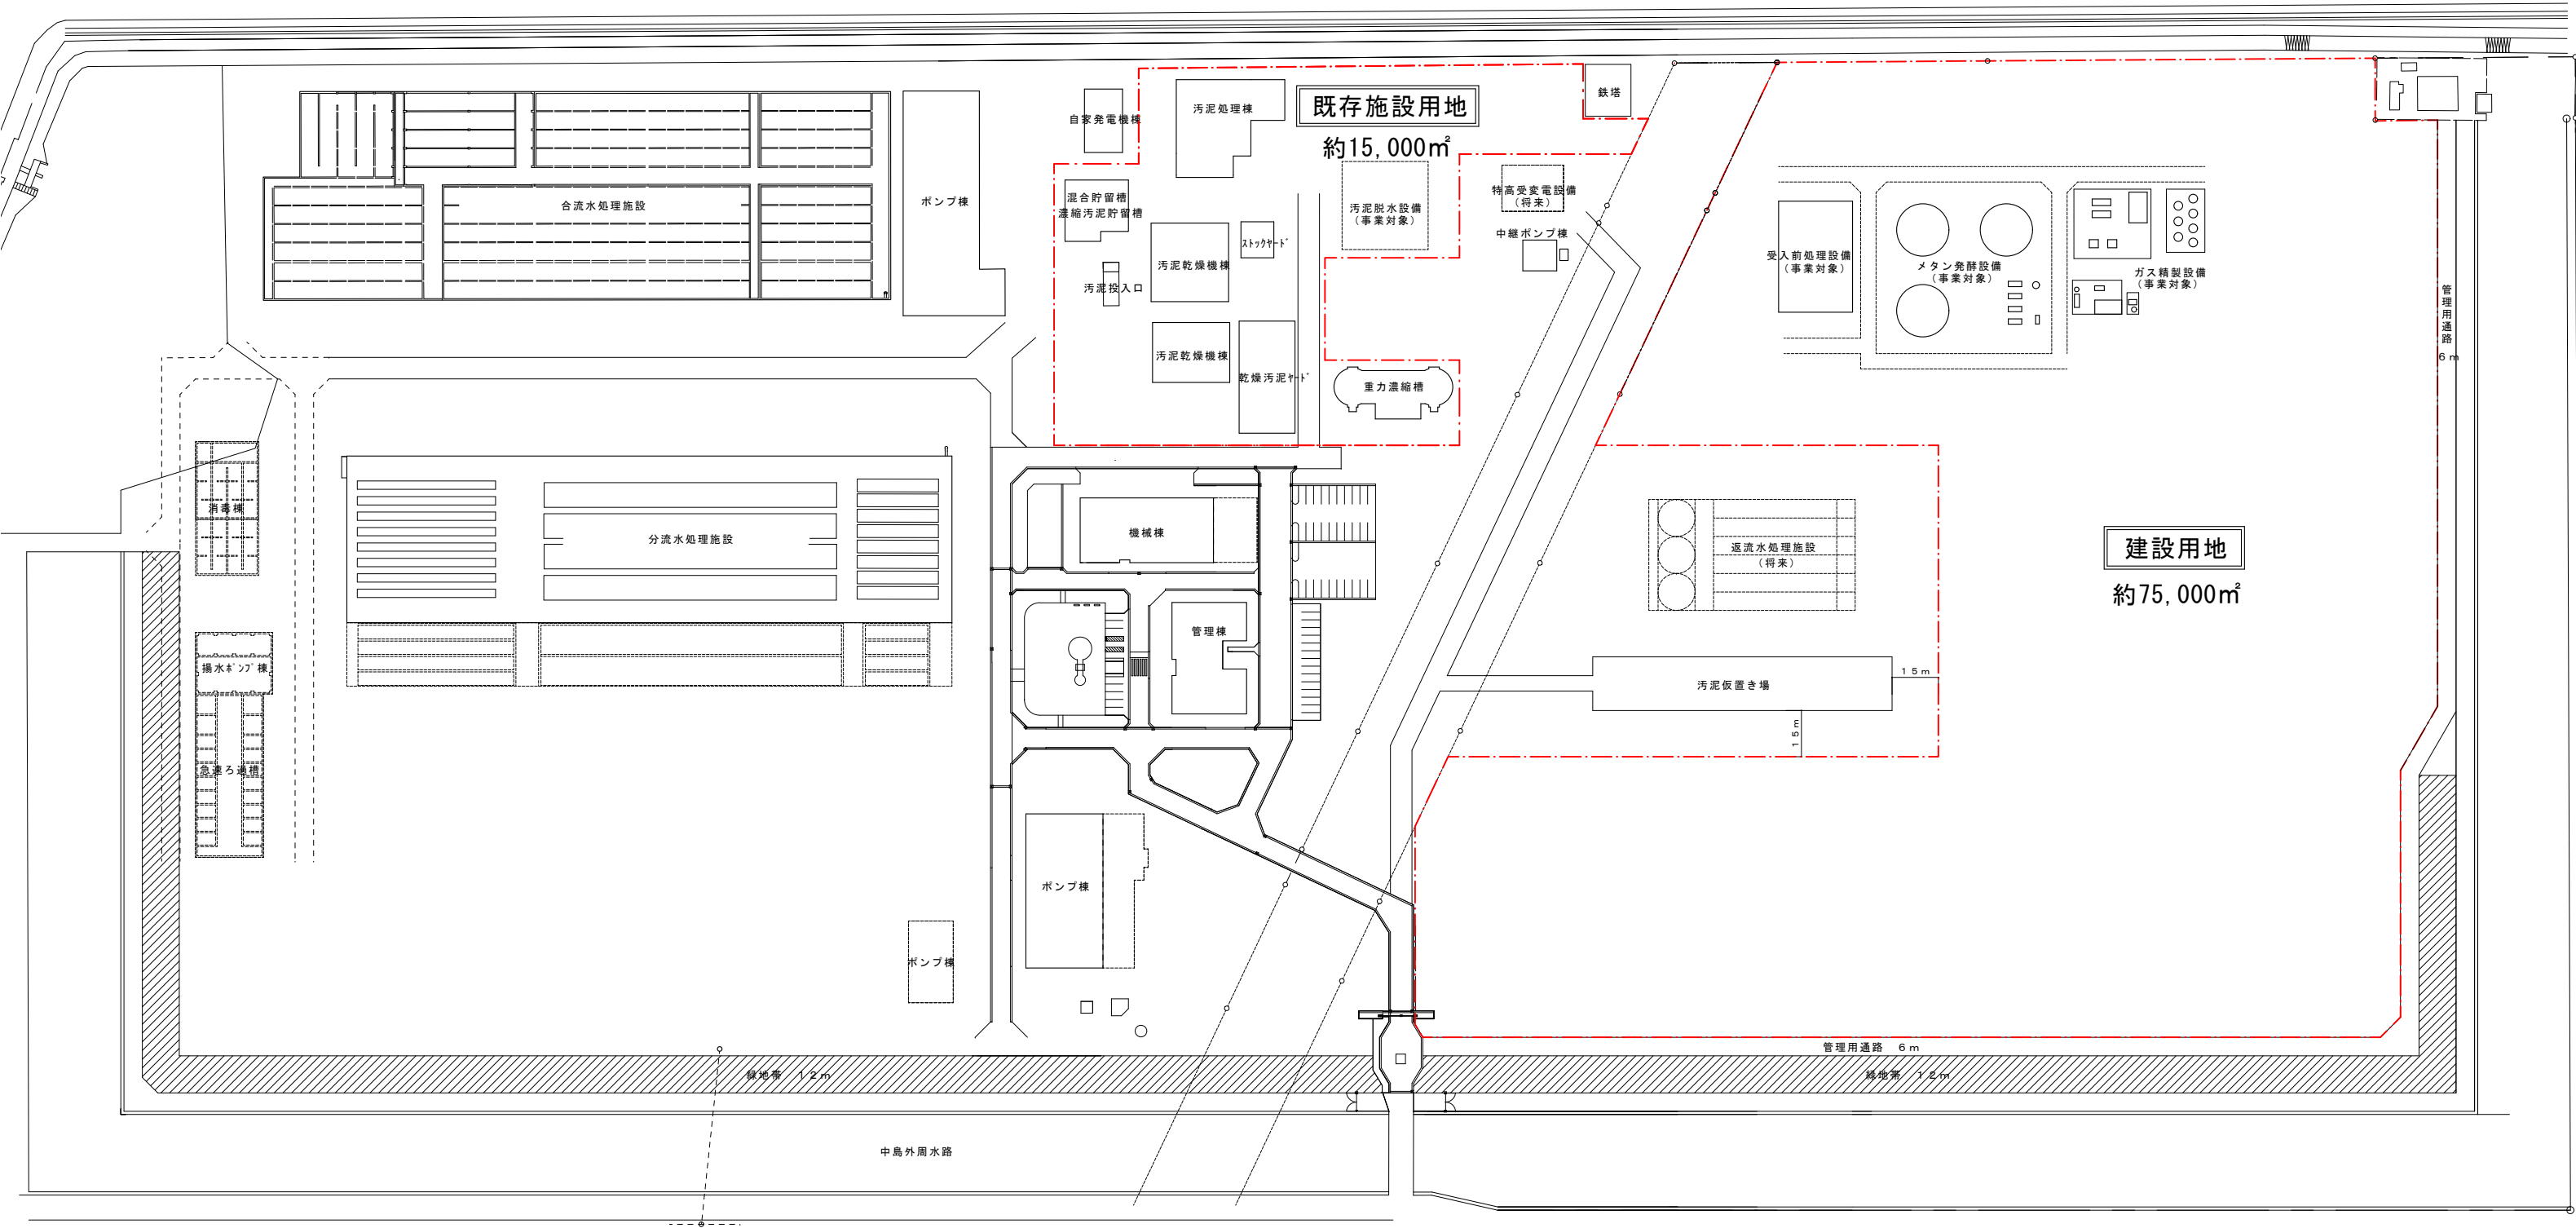 鉄塔
既存施設用地
約15,000㎡
自家発電機棟
汚泥処理棟
合流水処理施設
ポンプ棟
混合貯留槽
濃縮汚泥貯留槽
汚泥脱水設備
(事業対象)
特高受変電設備
(将来)
中継ポンプ棟
ストックヤード
汚泥乾燥機棟
汚泥投入口
受入前処理設備
(事業対象)
メタン発酵設備
(事業対象)
ガス精製設備
(事業対象)
管理用通路
6m
汚泥乾燥機棟
乾燥汚泥ヤード
重力濃縮槽
消毒棟
分流水処理施設
機械棟
返流水処理施設
(将来)
建設用地
約75,000㎡
管理棟
揚水ポンプ棟
汚泥仮置き場
15m
15m
急速ろ過槽
ポンプ棟
ポンプ棟
管理用通路 6m
緑地帯 12m
緑地帯 12m
中島外周水路